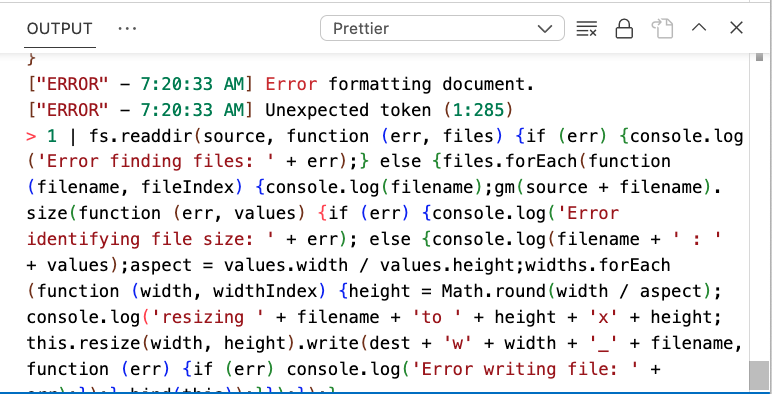 OUTPUT ··· Prettier
}
["ERROR" - 7:20:33 AM] Error formatting document.
["ERROR" - 7:20:33 AM] Unexpected token (1:285)
> 1 | fs.readdir(source, function (err, files) {if (err) {console.log
('Error finding files: ' + err);} else {files.forEach(function
(filename, fileIndex) {console.log(filename);gm(source + filename).
size(function (err, values) {if (err) {console.log('Error
identifying file size: ' + err); else {console.log(filename + ' : '
+ values);aspect = values.width / values.height;widths.forEach
(function (width, widthIndex) {height = Math.round(width / aspect);
console.log('resizing ' + filename + 'to ' + height + 'x' + height;
this.resize(width, height).write(dest + 'w' + width + '_' + filename,
function (err) {if (err) console.log('Error writing file: ' +